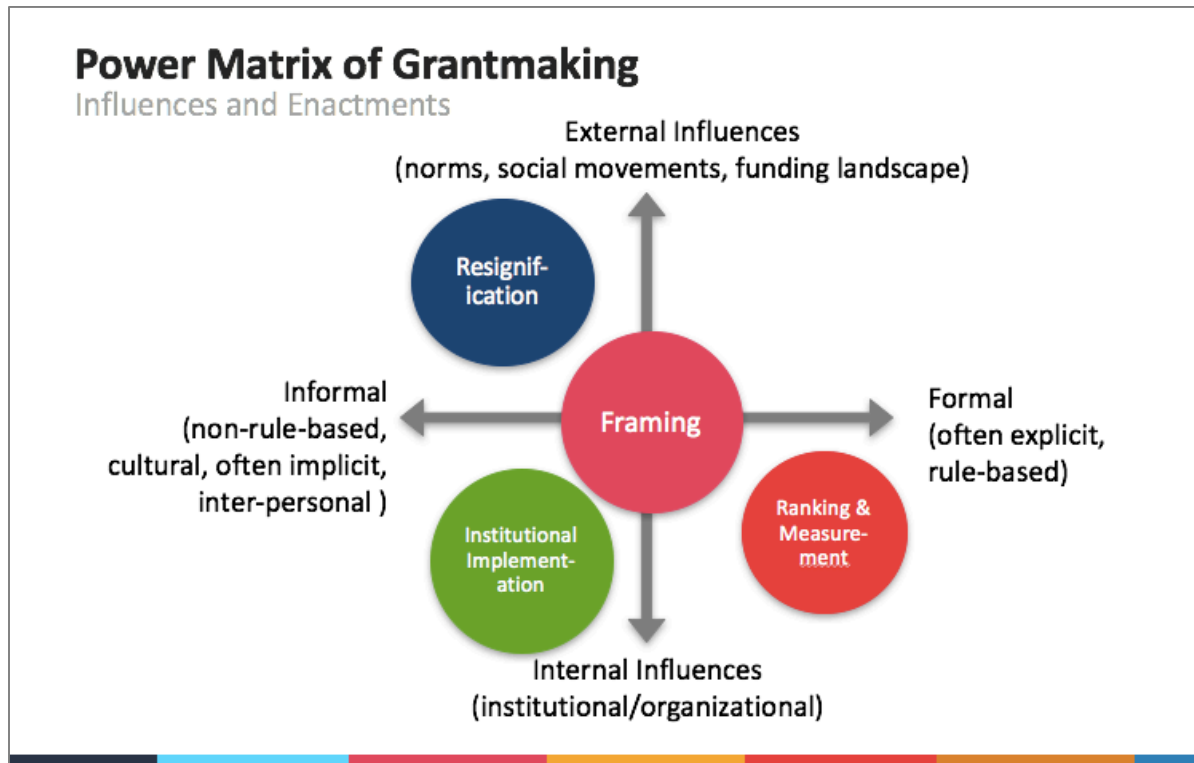 Power Matrix of Grantmaking
Influences and Enactments
External Influences
(norms, social movements, funding landscape)
Resignif-
ication
Informal
(non-rule-based,
cultural, often implicit,
inter-personal )
Framing
Formal
(often explicit,
rule-based)
Institutional
Implement-
ation
Ranking &
Measure-
ment
Internal Influences
(institutional/organizational)